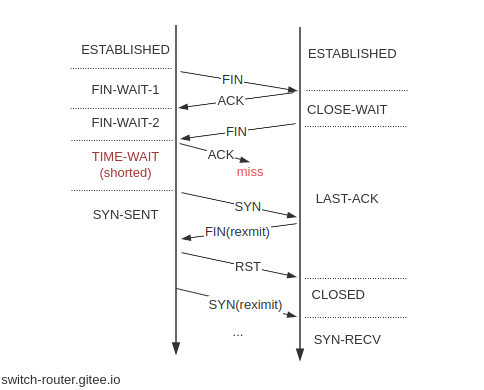 ESTABLISHED
ESTABLISHED
FIN
FIN-WAIT-1
ACK
CLOSE-WAIT
FIN-WAIT-2
FIN
TIME-WAIT
(shorted)
ACK
miss
LAST-ACK
SYN-SENT
SYN
FIN(rexmit)
RST
CLOSED
SYN(reximit)
...
SYN-RECV
switch-router.gitee.io